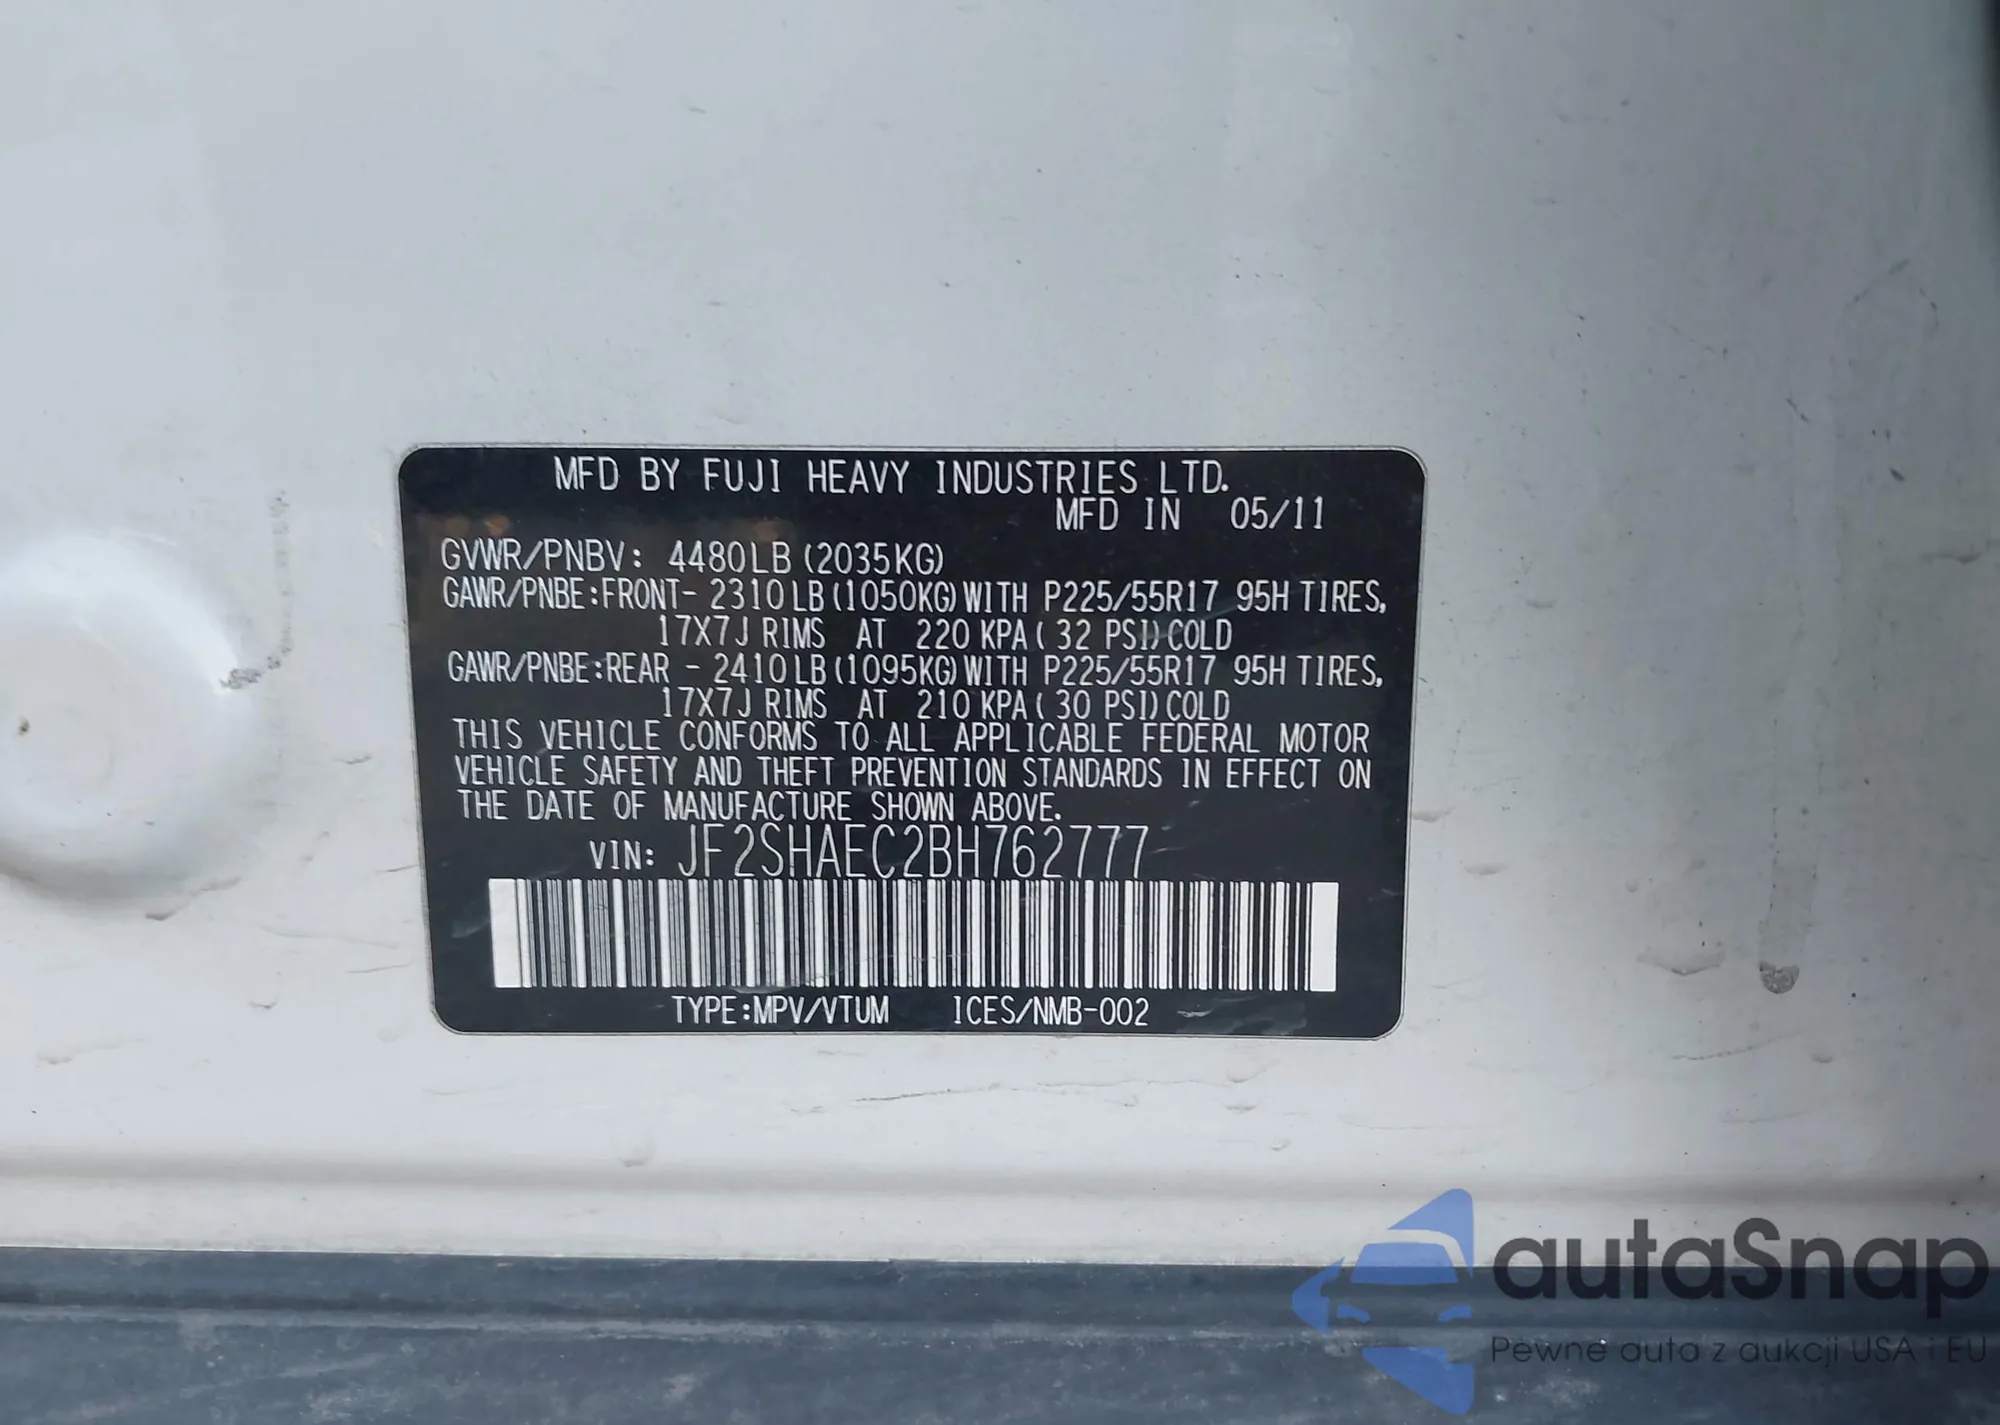 MFD BY FUJI HEAVY INDUSTRIES LTD.
MFD IN 05/11
GVWR/PNBV: 4480LB (2035KG)
GAWR/PNBE:FRONT- 2310LB(1050KG)WITH P225/55R17 95H TIRES,
17X7J RIMS AT 220 KPA( 32 PSI)COLD
GAWR/PNBE:REAR - 2410LB(1095KG)WITH P225/55R17 95H TIRES,
17X7J RIMS AT 210 KPA( 30 PSI)COLD
THIS VEHICLE CONFORMS TO ALL APPLICABLE FEDERAL MOTOR
VEHICLE SAFETY AND THEFT PREVENTION STANDARDS IN EFFECT ON
THE DATE OF MANUFACTURE SHOWN ABOVE.
VIN: JF2SHAEC2BH762777
TYPE:MPV/VTUM ICES/NMB-002
autaSnap
Pewne auta z aukcji USA i EU